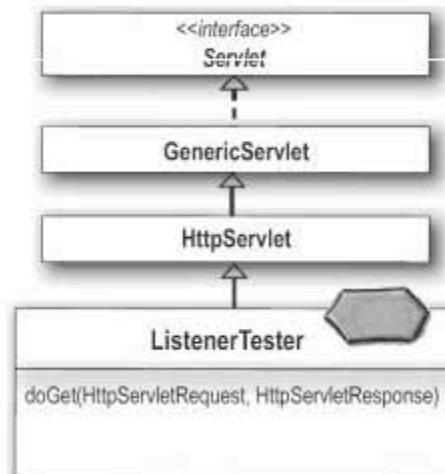 <<interface>>
Servlet
GenericServlet
HttpServlet
ListenerTester
doGet(HttpServletRequest, HttpServletResponse)